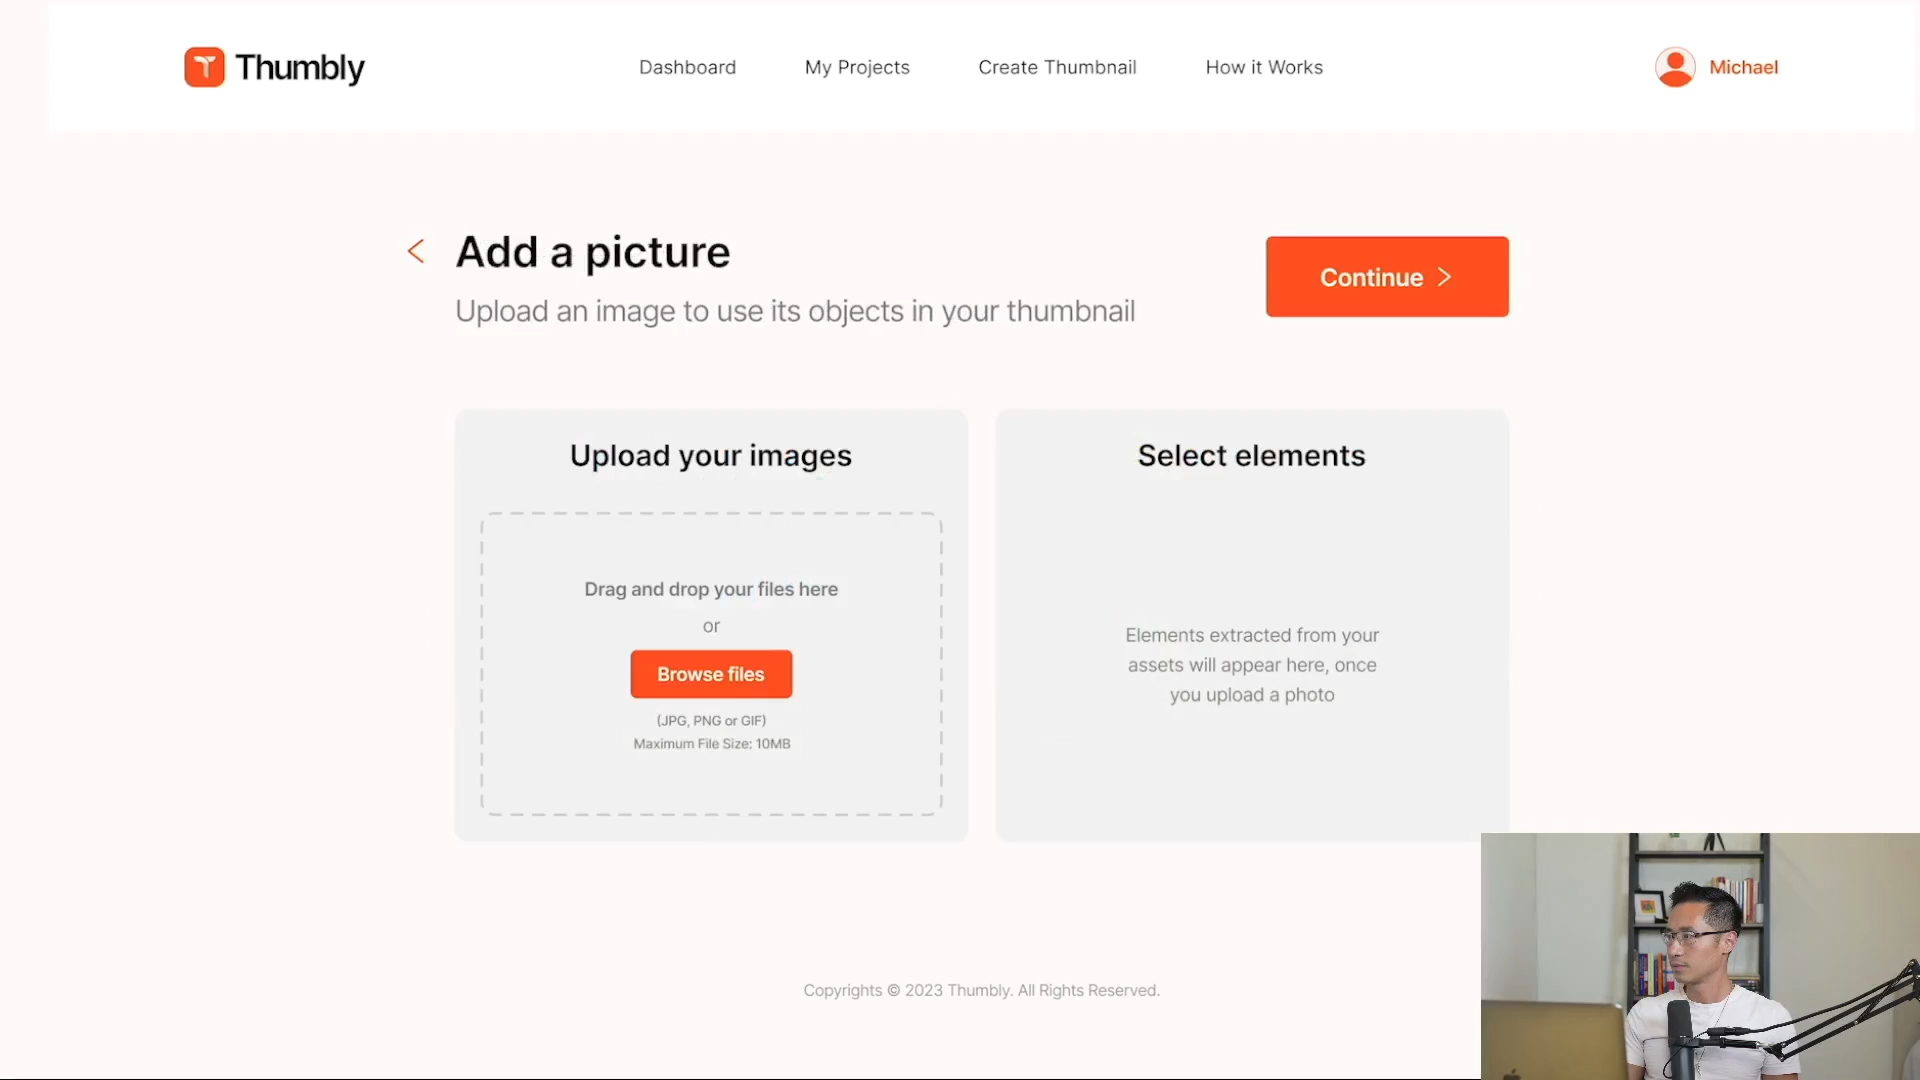 Thumbly
Dashboard
My Projects
Create Thumbnail
How it Works
Michael
Add a picture
Upload an image to use its objects in your thumbnail
Continue
Upload your images
Drag and drop your files here
or
Browse files
(JPG, PNG or GIF)
Maximum File Size: 10MB
Select elements
Elements extracted from your
assets will appear here, once
you upload a photo
Copyrights © 2023 Thumbly. All Rights Reserved.